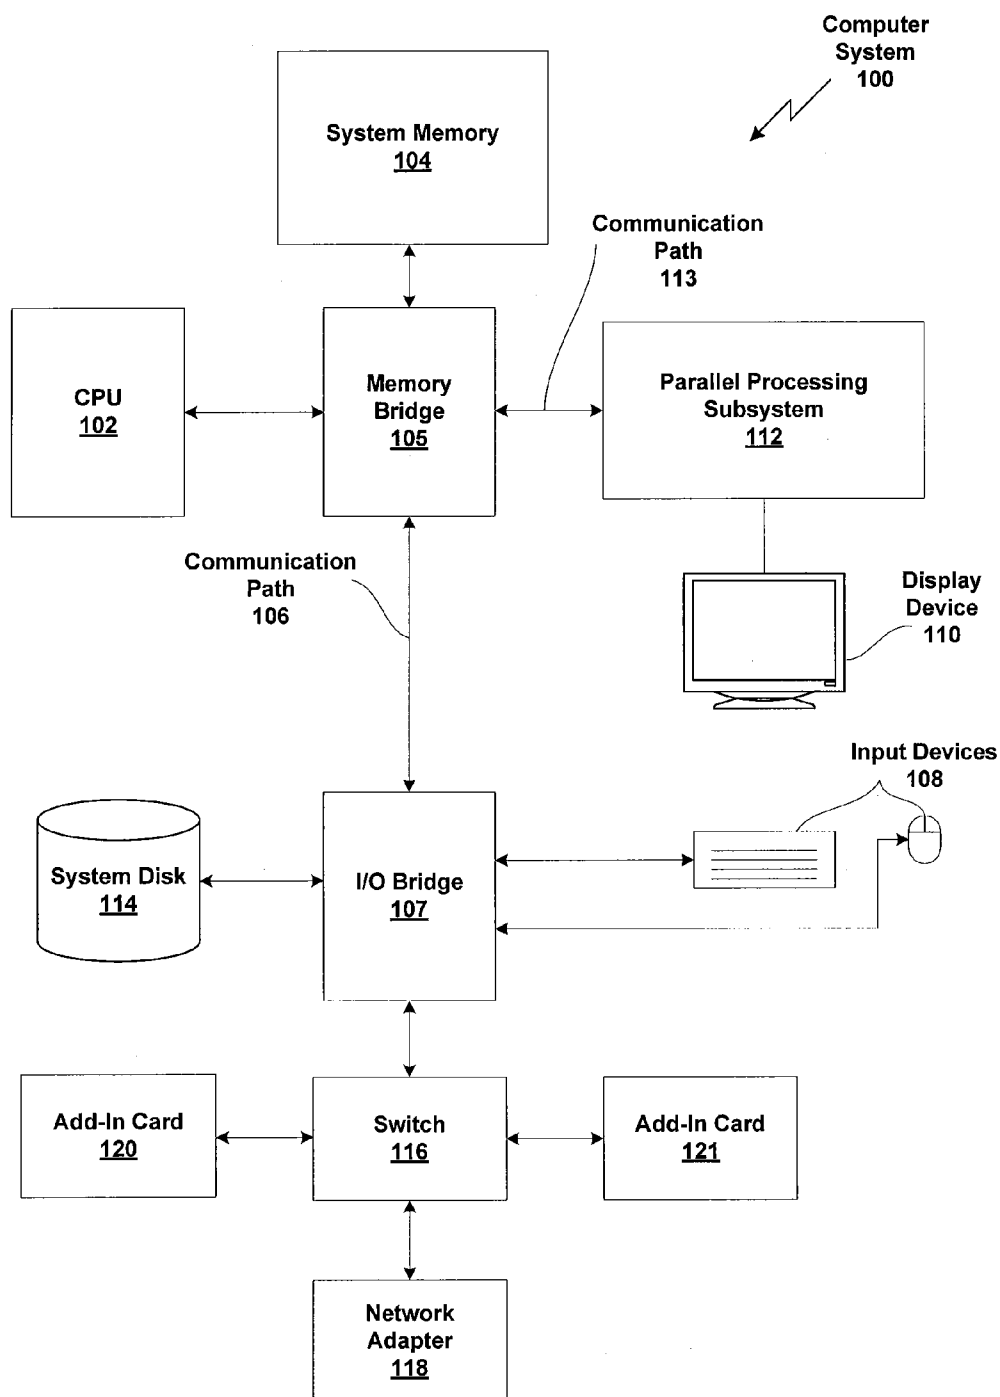 Computer
System
100
System Memory
104
Communication
Path
113
CPU
102
Memory
Bridge
105
Parallel Processing
Subsystem
112
Communication
Path
106
Display
Device
110
Input Devices
108
System Disk
114
I/O Bridge
107
Add-In Card
120
Switch
116
Add-In Card
121
Network
Adapter
118